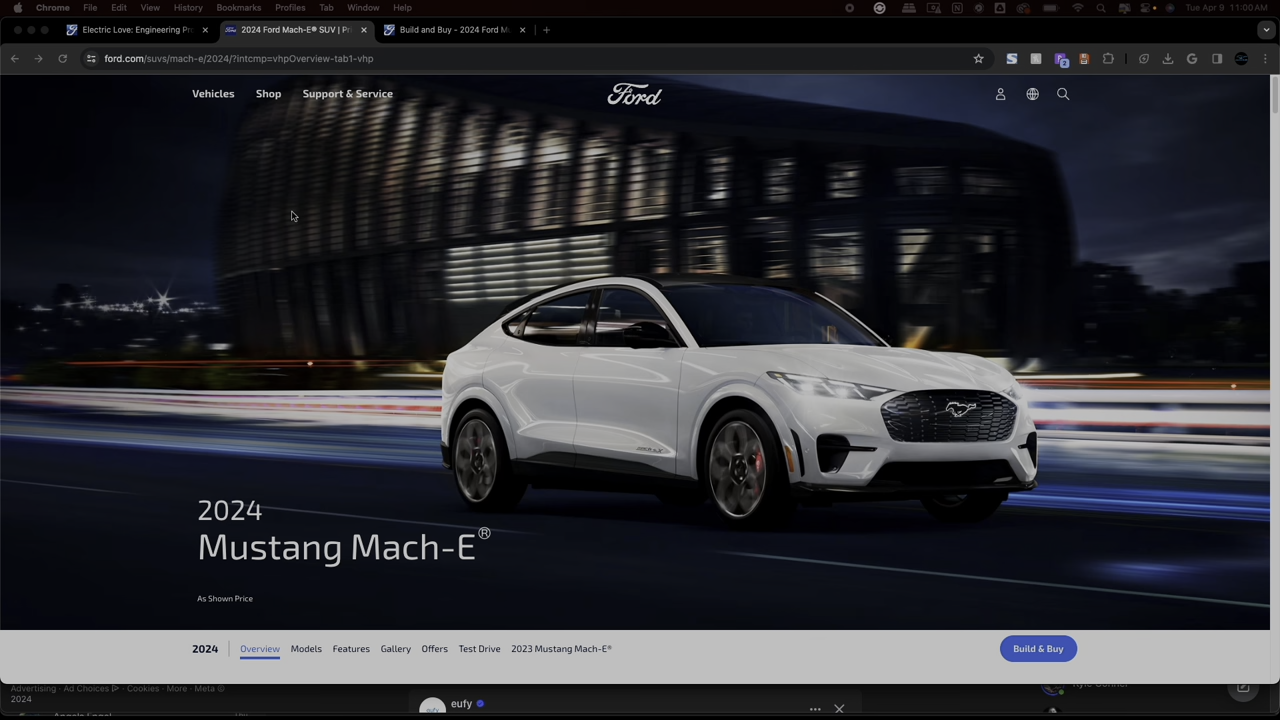 Chrome File Edit View History Bookmarks Profiles Tab Window Help
Tue Apr 9 11:00 AM
Electric Love: Engineering Pr
2024 Ford Mach-E® SUV | Pr
Build and Buy - 2024 Ford M
ford.com/suvs/mach-e/2024/?intcmp=vhpOverview-tab1-vhp
Vehicles Shop Support & Service
Ford
2024
Mustang Mach-E®
As Shown Price
2024 Overview Models Features Gallery Offers Test Drive 2023 Mustang Mach-E® Build & Buy
Advertising · Ad Choices · Cookies · More · Meta ©
2024
eufy
eufy